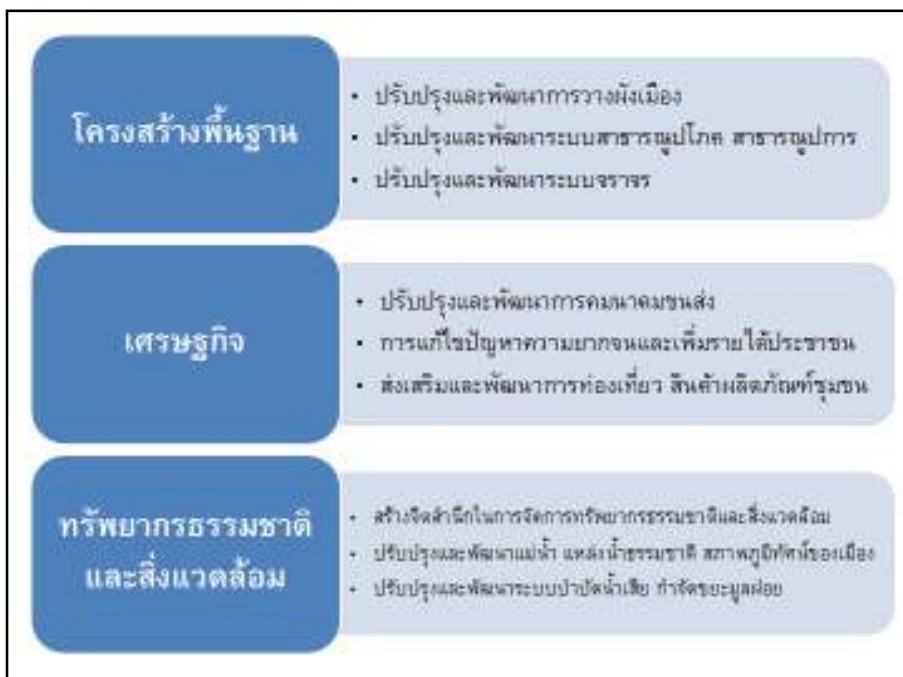 โครงสร้างพื้นฐาน
• ปรับปรุงและพัฒนาการวางผังเมือง
• ปรับปรุงและพัฒนาระบบสาธารณูปโภค สาธารณูปการ
• ปรับปรุงและพัฒนาระบบจราจร
เศรษฐกิจ
• ปรับปรุงและพัฒนาการคมนาคมขนส่ง
• การแก้ไขปัญหาความยากจนและเพิ่มรายได้ประชาชน
• ส่งเสริมและพัฒนาการท่องเที่ยว สินค้าผลิตภัณฑ์ชุมชน
ทรัพยากรธรรมชาติ
และสิ่งแวดล้อม
• สร้างจิตสำนึกในการจัดการทรัพยากรธรรมชาติและสิ่งแวดล้อม
• ปรับปรุงและพัฒนาแม่น้ำ แหล่งน้ำธรรมชาติ สภาพภูมิทัศน์ของเมือง
• ปรับปรุงและพัฒนาระบบบำบัดน้ำเสีย กำจัดขยะมูลฝอย